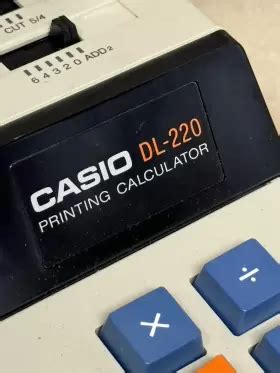 CUT 5/4
6 4 3 2 0 ADD2
CASIO DL-220
PRINTING CALCULATOR
÷
×